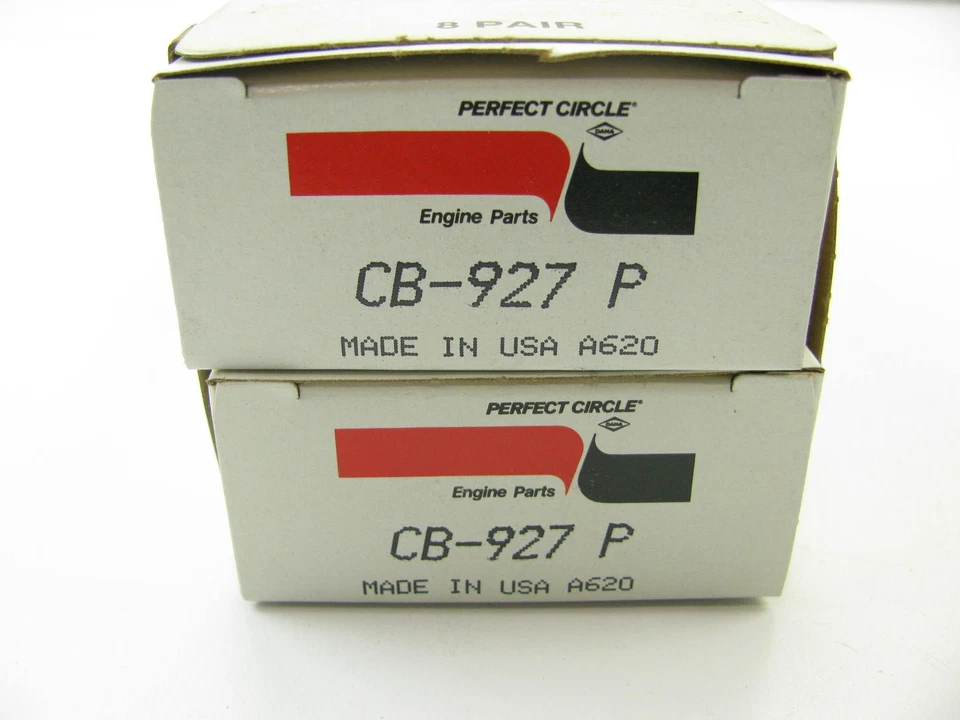 8 PAIR
PERFECT CIRCLE®
DANA
Engine Parts
CB-927 P
MADE IN USA A620
PERFECT CIRCLE®
DANA
Engine Parts
CB-927 P
MADE IN USA A620